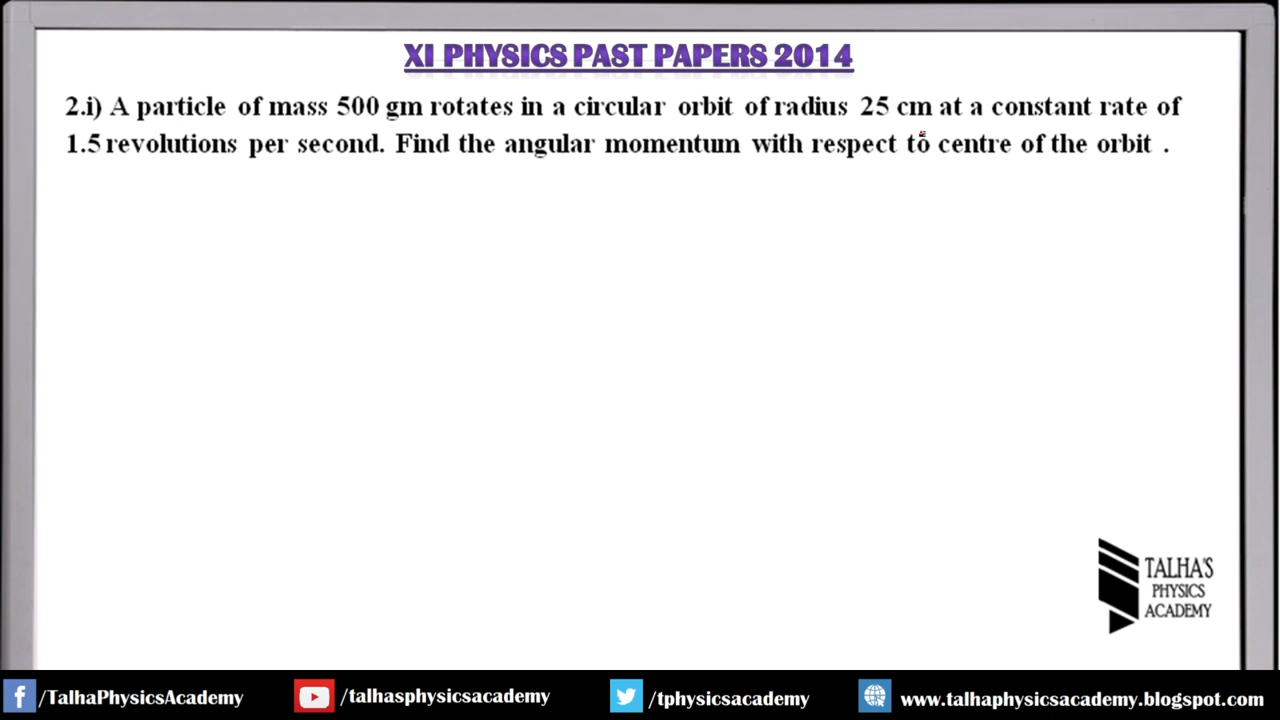 XI PHYSICS PAST PAPERS 2014
2.i) A particle of mass 500 gm rotates in a circular orbit of radius 25 cm at a constant rate of
1.5 revolutions per second. Find the angular momentum with respect to centre of the orbit .
TALHA'S
PHYSICS
ACADEMY
/TalhaPhysicsAcademy
/talhasphysicsacademy
/tphysicsacademy
www.talhaphysicsacademy.blogspot.com